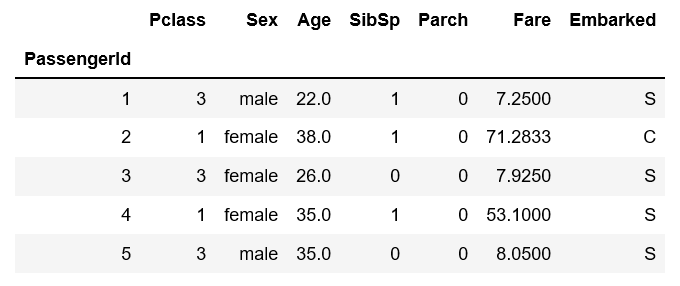 Pclass Sex Age SibSp Parch Fare Embarked
PassengerId
1 3 male 22.0 1 0 7.2500 S
2 1 female 38.0 1 0 71.2833 C
3 3 female 26.0 0 0 7.9250 S
4 1 female 35.0 1 0 53.1000 S
5 3 male 35.0 0 0 8.0500 S